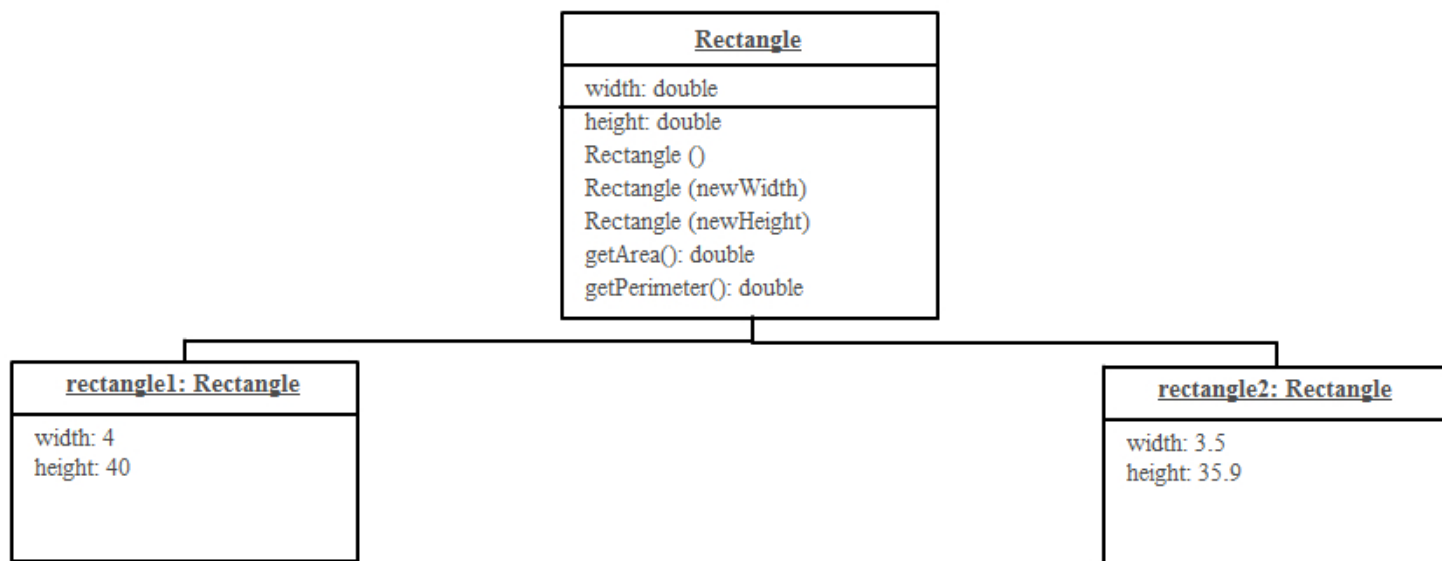 Rectangle
width: double
height: double
Rectangle ()
Rectangle (newWidth)
Rectangle (newHeight)
getArea(): double
getPerimeter(): double
rectangle1: Rectangle
width: 4
height: 40
rectangle2: Rectangle
width: 3.5
height: 35.9